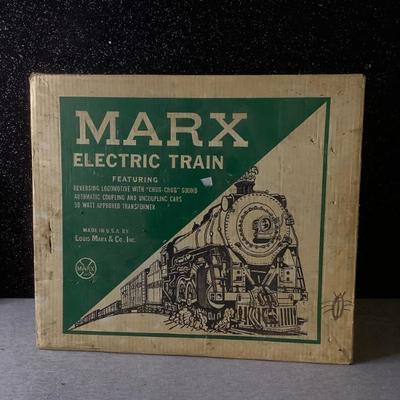 MARX
ELECTRIC TRAIN
FEATURING
REVERSING LOCOMOTIVE WITH "CHUG-CHUG" SOUND
AUTOMATIC COUPLING AND UNCOUPLING CARS
50 WATT APPROVED TRANSFORMER
MADE IN U.S.A. BY
LOUIS MARX & CO., INC.
MARX